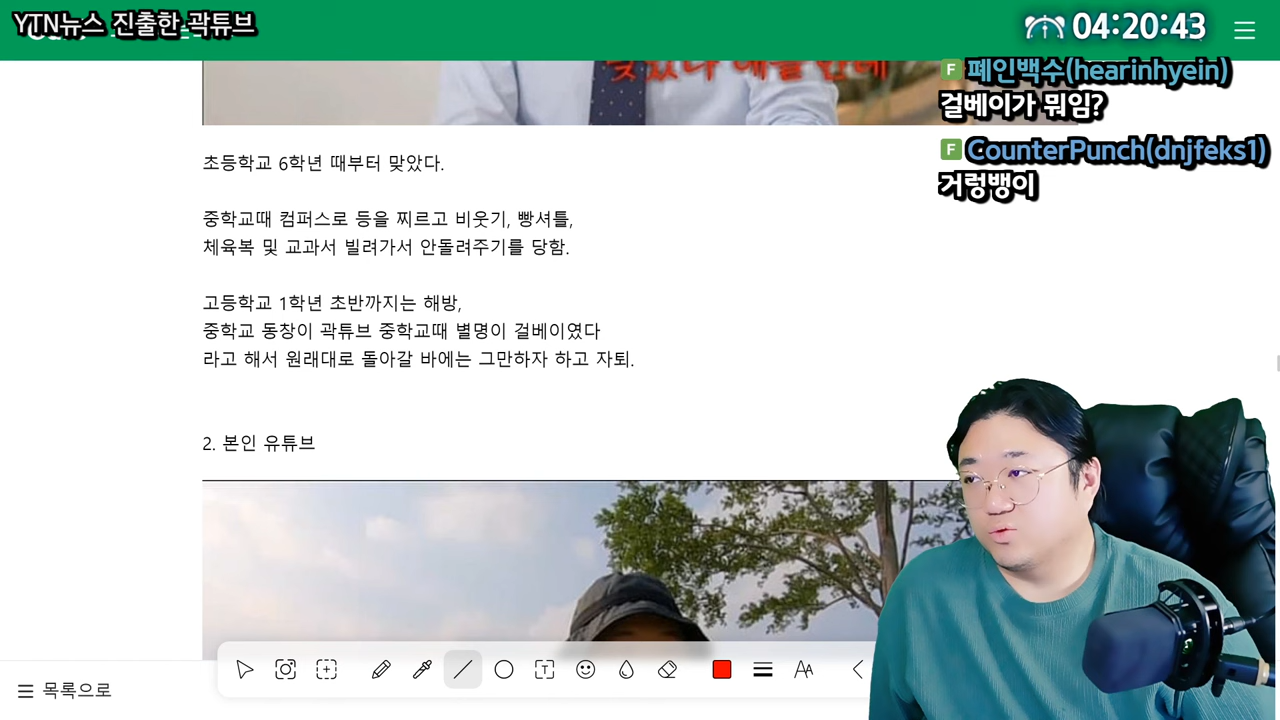 YTN뉴스 진출한 곽튜브
04:20:43
F 폐인백수(hearinhyein)
걸베이가 뭐임?
F CounterPunch(dnjfeks1)
거렁뱅이
초등학교 6학년 때부터 맞았다.
중학교때 컴퍼스로 등을 찌르고 비웃기, 빵셔틀,
체육복 및 교과서 빌려가서 안돌려주기를 당함.
고등학교 1학년 초반까지는 해방,
중학교 동창이 곽튜브 중학교때 별명이 걸베이였다
라고 해서 원래대로 돌아갈 바에는 그만하자 하고 자퇴.
2. 본인 유튜브
목록으로